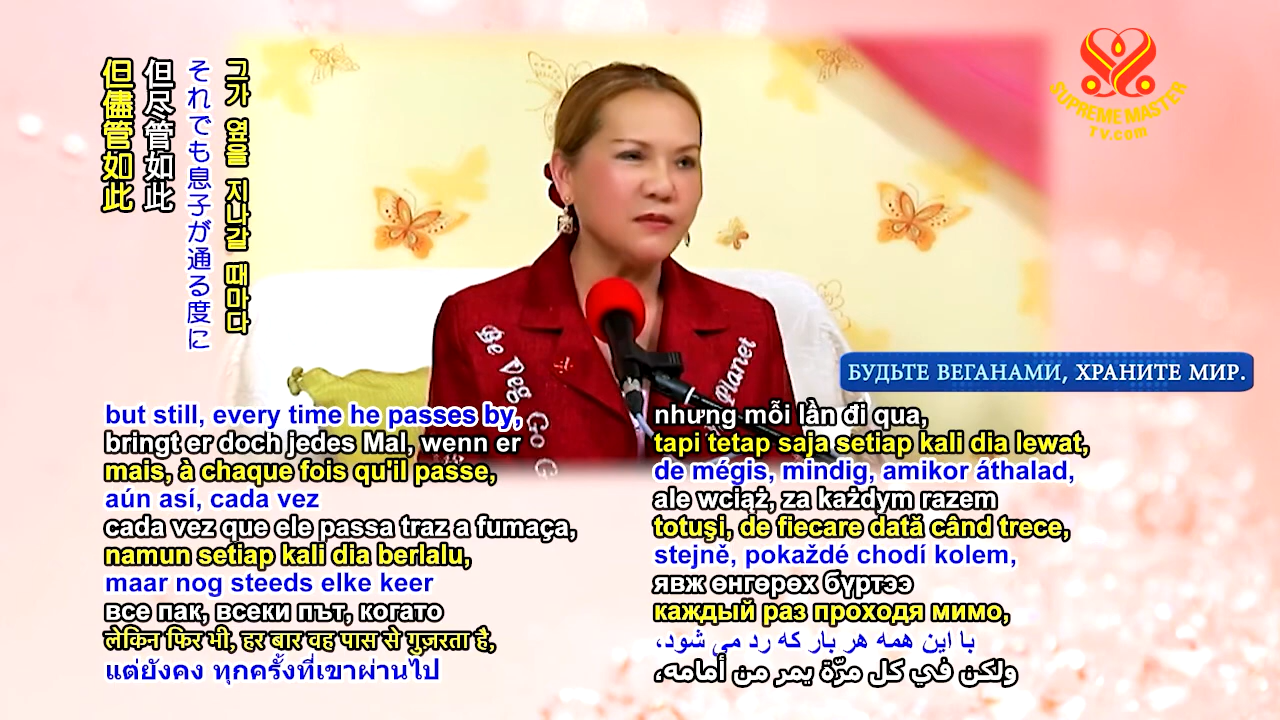 但儘管如此
但尽管如此
それでも息子が通る度に
그가 옆을 지나갈 때마다
SUPREME MASTER
TV.com
Be Veg Go G
Planet
БУДЬТЕ ВЕГАНАМИ, ХРАНИТЕ МИР.
but still, every time he passes by,
bringt er doch jedes Mal, wenn er
mais, à chaque fois qu'il passe,
aún así, cada vez
cada vez que ele passa traz a fumaça,
namun setiap kali dia berlalu,
maar nog steeds elke keer
все пак, всеки път, когато
लेकिन फिर भी, हर बार वह पास से गुज़रता है,
แต่ยังคง ทุกครั้งที่เขาผ่านไป
nhưng mỗi lần đi qua,
tapi tetap saja setiap kali dia lewat,
de mégis, mindig, amikor áthalad,
ale wciąż, za każdym razem
totuşi, de fiecare dată când trece,
stejně, pokaždé chodí kolem,
явж өнгөрөх бүртээ
каждый раз проходя мимо,
با این همه هر بار که رد می شود،
ولكن في كل مرّة يمر من أمامه،